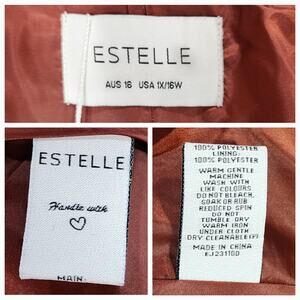 ESTELLE
AUS 16 USA 1X/16W
ESTELLE
Handle with
♡
MAIN:
100% POLYESTER
LINING:
100% POLYESTER
WARM GENTLE
MACHINE
WASH WITH
LIKE COLOURS
DO NOT BLEACH,
SOAK OR RUB
REDUCED SPIN
DO NOT
TUMBLE DRY
WARM IRON
UNDER CLOTH
DRY CLEANABLE(P)
MADE IN CHINA
EJ23110D